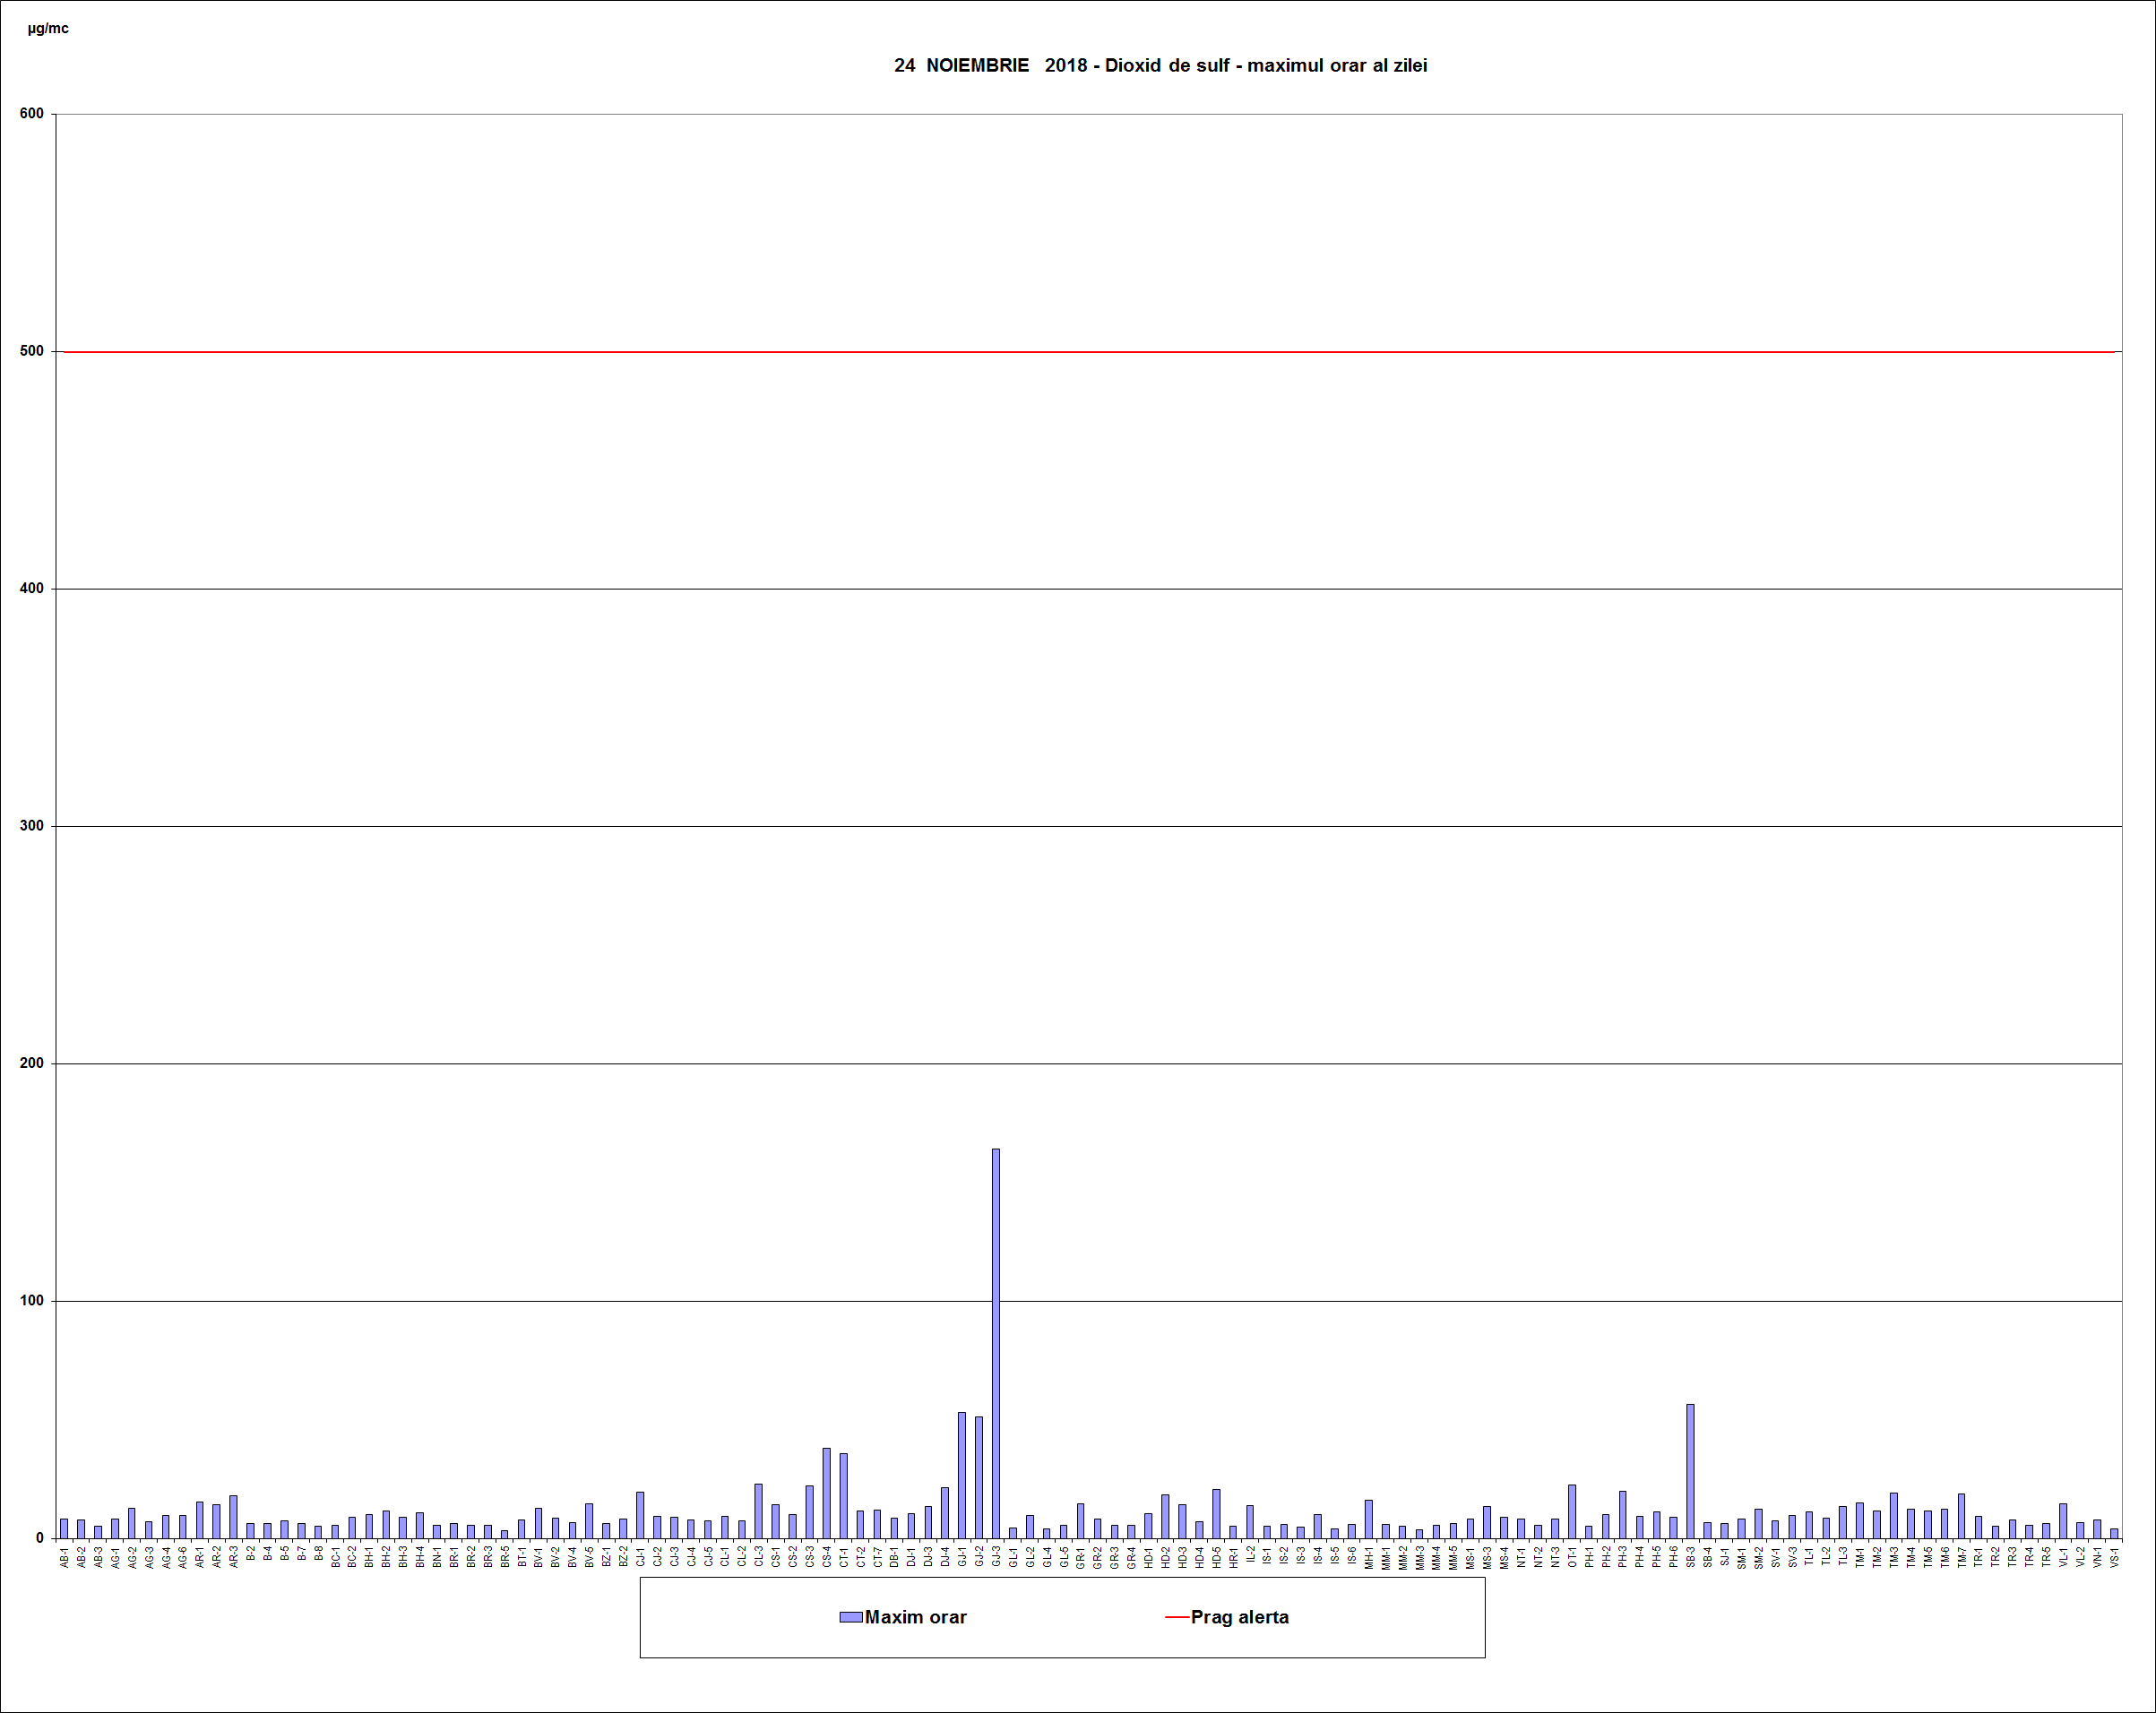 µg/mc
24 NOIEMBRIE 2018 - Dioxid de sulf - maximul orar al zilei
600
500
400
300
200
100
0
AB-1 AB-2 AB-3 AG-1 AG-2 AG-3 AG-4 AG-6 AR-1 AR-2 AR-3 B-2 B-4 B-5 B-7 B-8 BC-1 BC-2 BH-1 BH-2 BH-3 BH-4 BN-1 BR-1 BR-2 BR-3 BR-5 BT-1 BV-1 BV-2 BV-4 BV-5 BZ-1 BZ-2 CJ-1 CJ-2 CJ-3 CJ-4 CJ-5 CL-1 CL-2 CL-3 CS-1 CS-2 CS-3 CS-4 CT-1 CT-2 CT-7 DB-1 DJ-1 DJ-3 DJ-4 GJ-1 GJ-2 GJ-3 GL-1 GL-2 GL-4 GL-5 GR-1 GR-2 GR-3 GR-4 HD-1 HD-2 HD-3 HD-4 HD-5 HR-1 IL-2 IS-1 IS-2 IS-3 IS-4 IS-5 IS-6 MH-1 MM-1 MM-2 MM-3 MM-4 MM-5 MS-1 MS-3 MS-4 NT-1 NT-2 NT-3 OT-1 PH-1 PH-2 PH-3 PH-4 PH-5 PH-6 SB-3 SB-4 SJ-1 SM-1 SM-2 SV-1 SV-3 TL-1 TL-2 TL-3 TM-1 TM-2 TM-3 TM-4 TM-5 TM-6 TM-7 TR-1 TR-2 TR-3 TR-4 TR-5 VL-1 VL-2 VN-1 VS-1
Maxim orar Prag alerta